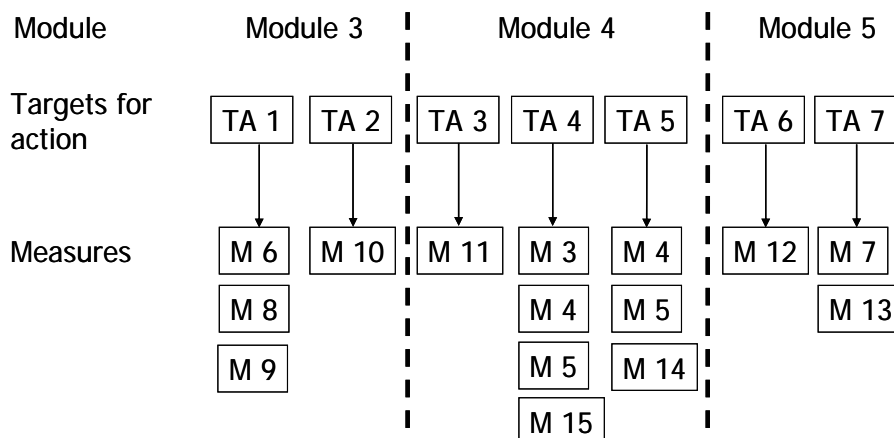 Module Module 3 Module 4 Module 5
Targets for
action
TA 1 TA 2 TA 3 TA 4 TA 5 TA 6 TA 7
Measures M 6 M 10 M 11 M 3 M 4 M 12 M 7
M 8 M 4 M 5 M 13
M 9 M 5 M 14
M 15